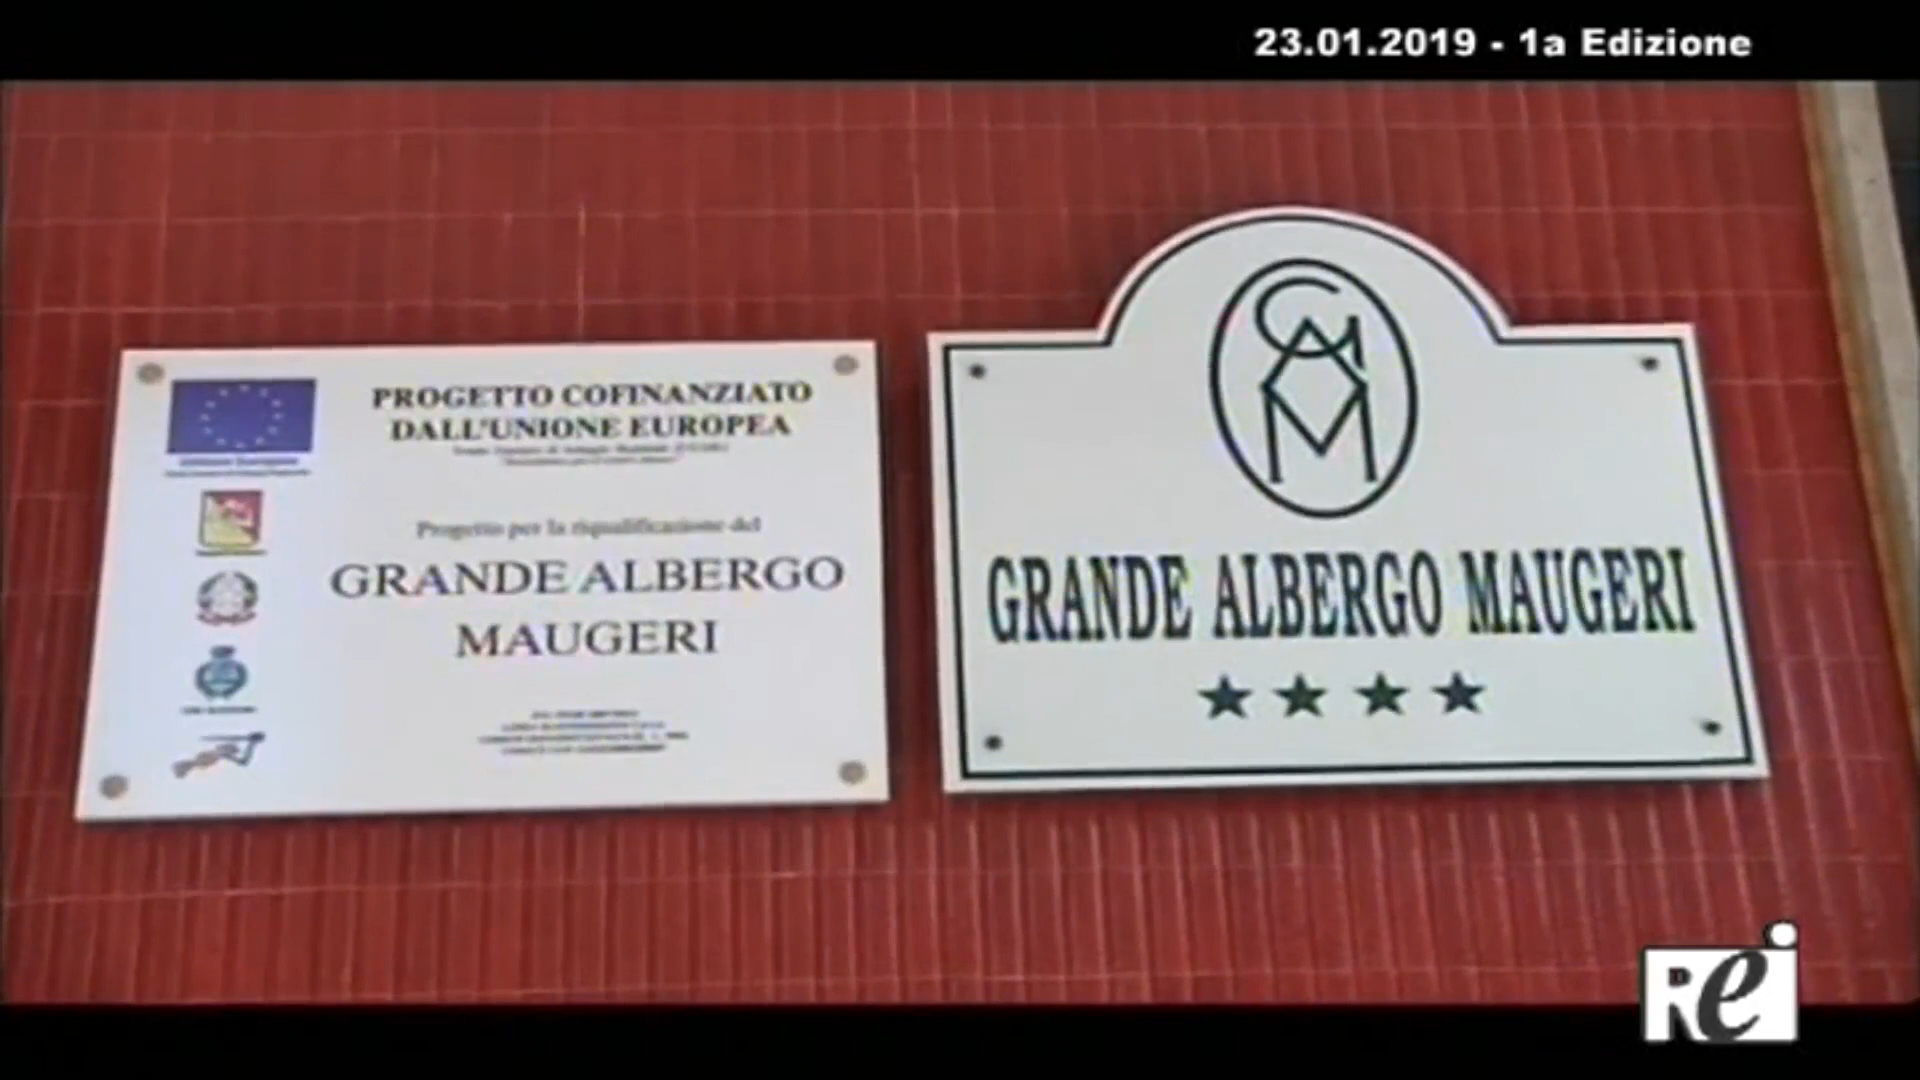 23.01.2019 - 1a Edizione
PROGETTO COFINANZIATO
DALL'UNIONE EUROPEA
Progetto per la riqualificazione del
GRANDE ALBERGO
MAUGERI
GAM
GRANDE ALBERGO MAUGERI
Rei